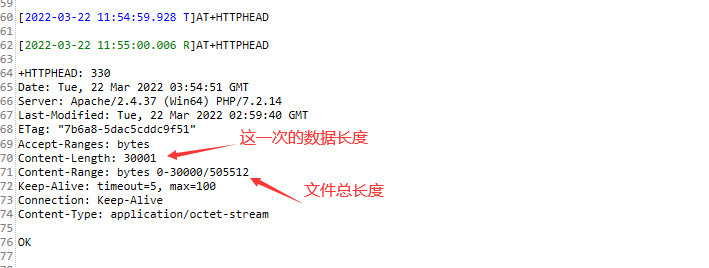 59
60 [2022-03-22 11:54:59.928 T]AT+HTTPHEAD
61
62 [2022-03-22 11:55:00.006 R]AT+HTTPHEAD
63
64 +HTTPHEAD: 330
65 Date: Tue, 22 Mar 2022 03:54:51 GMT
66 Server: Apache/2.4.37 (Win64) PHP/7.2.14
67 Last-Modified: Tue, 22 Mar 2022 02:59:40 GMT
68 ETag: "7b6a8-5dac5cddc9f51"
69 Accept-Ranges: bytes
这一次的数据长度
70 Content-Length: 30001
71 Content-Range: bytes 0-30000/505512
72 Keep-Alive: timeout=5, max=100
文件总长度
73 Connection: Keep-Alive
74 Content-Type: application/octet-stream
75
76 OK
77